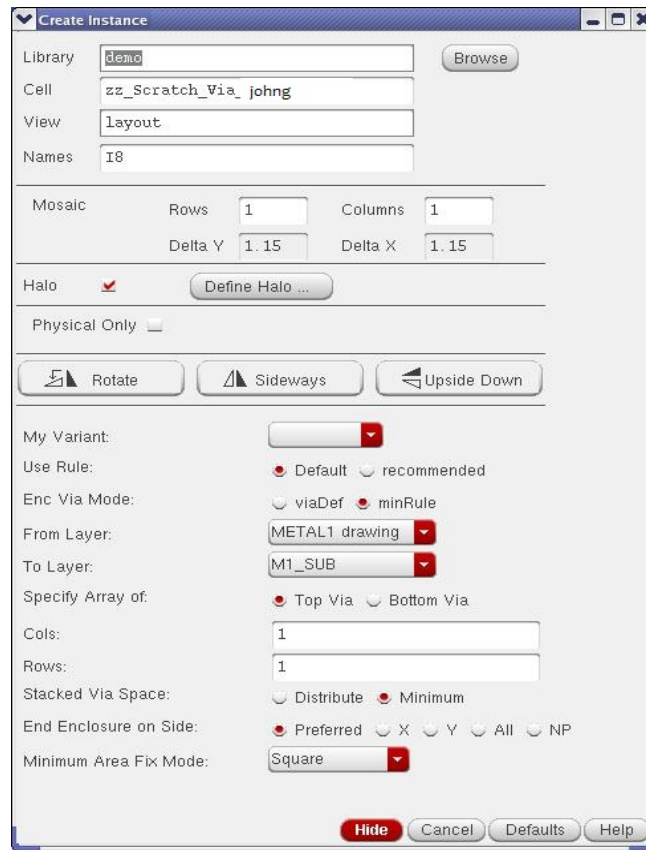 Create Instance
Library demo Browse
Cell zz_Scratch_Via_ johng
View layout
Names I8
Mosaic Rows 1 Columns 1
Delta Y 1.15 Delta X 1.15
Halo Define Halo ...
Physical Only
Rotate Sideways Upside Down
My Variant:
Use Rule: Default recommended
Enc Via Mode: viaDef minRule
From Layer: METAL1 drawing
To Layer: M1_SUB
Specify Array of: Top Via Bottom Via
Cols: 1
Rows: 1
Stacked Via Space: Distribute Minimum
End Enclosure on Side: Preferred X Y All NP
Minimum Area Fix Mode: Square
Hide Cancel Defaults Help